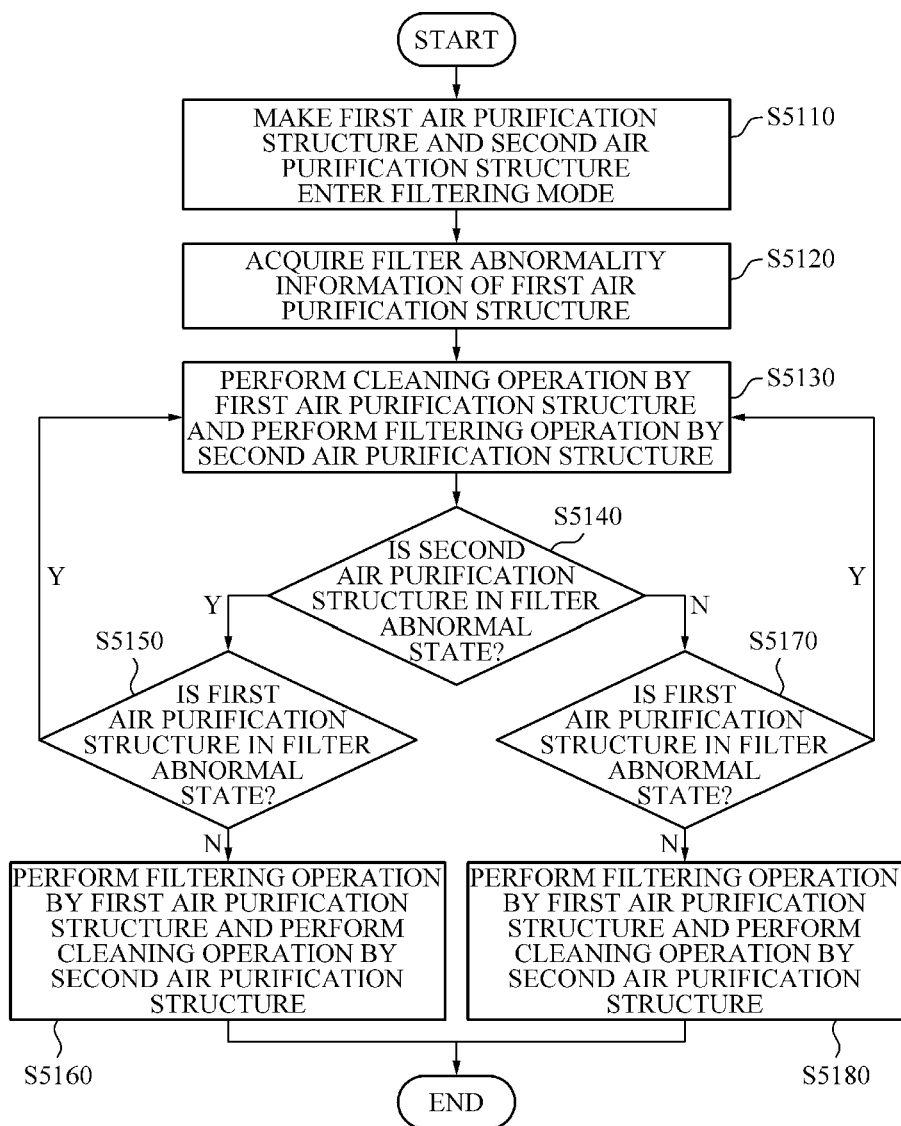 START
MAKE FIRST AIR PURIFICATION
STRUCTURE AND SECOND AIR
PURIFICATION STRUCTURE
ENTER FILTERING MODE
S5110
ACQUIRE FILTER ABNORMALITY
INFORMATION OF FIRST AIR
PURIFICATION STRUCTURE
S5120
PERFORM CLEANING OPERATION BY
FIRST AIR PURIFICATION STRUCTURE
AND PERFORM FILTERING OPERATION BY
SECOND AIR PURIFICATION STRUCTURE
S5130
IS SECOND
AIR PURIFICATION
STRUCTURE IN FILTER
ABNORMAL
STATE?
S5140
Y
N
Y
Y
S5150
IS FIRST
AIR PURIFICATION
STRUCTURE IN FILTER
ABNORMAL
STATE?
N
S5170
IS FIRST
AIR PURIFICATION
STRUCTURE IN FILTER
ABNORMAL
STATE?
N
PERFORM FILTERING OPERATION
BY FIRST AIR PURIFICATION
STRUCTURE AND PERFORM
CLEANING OPERATION BY
SECOND AIR PURIFICATION
STRUCTURE
S5160
PERFORM FILTERING OPERATION
BY FIRST AIR PURIFICATION
STRUCTURE AND PERFORM
CLEANING OPERATION BY
SECOND AIR PURIFICATION
STRUCTURE
S5180
END